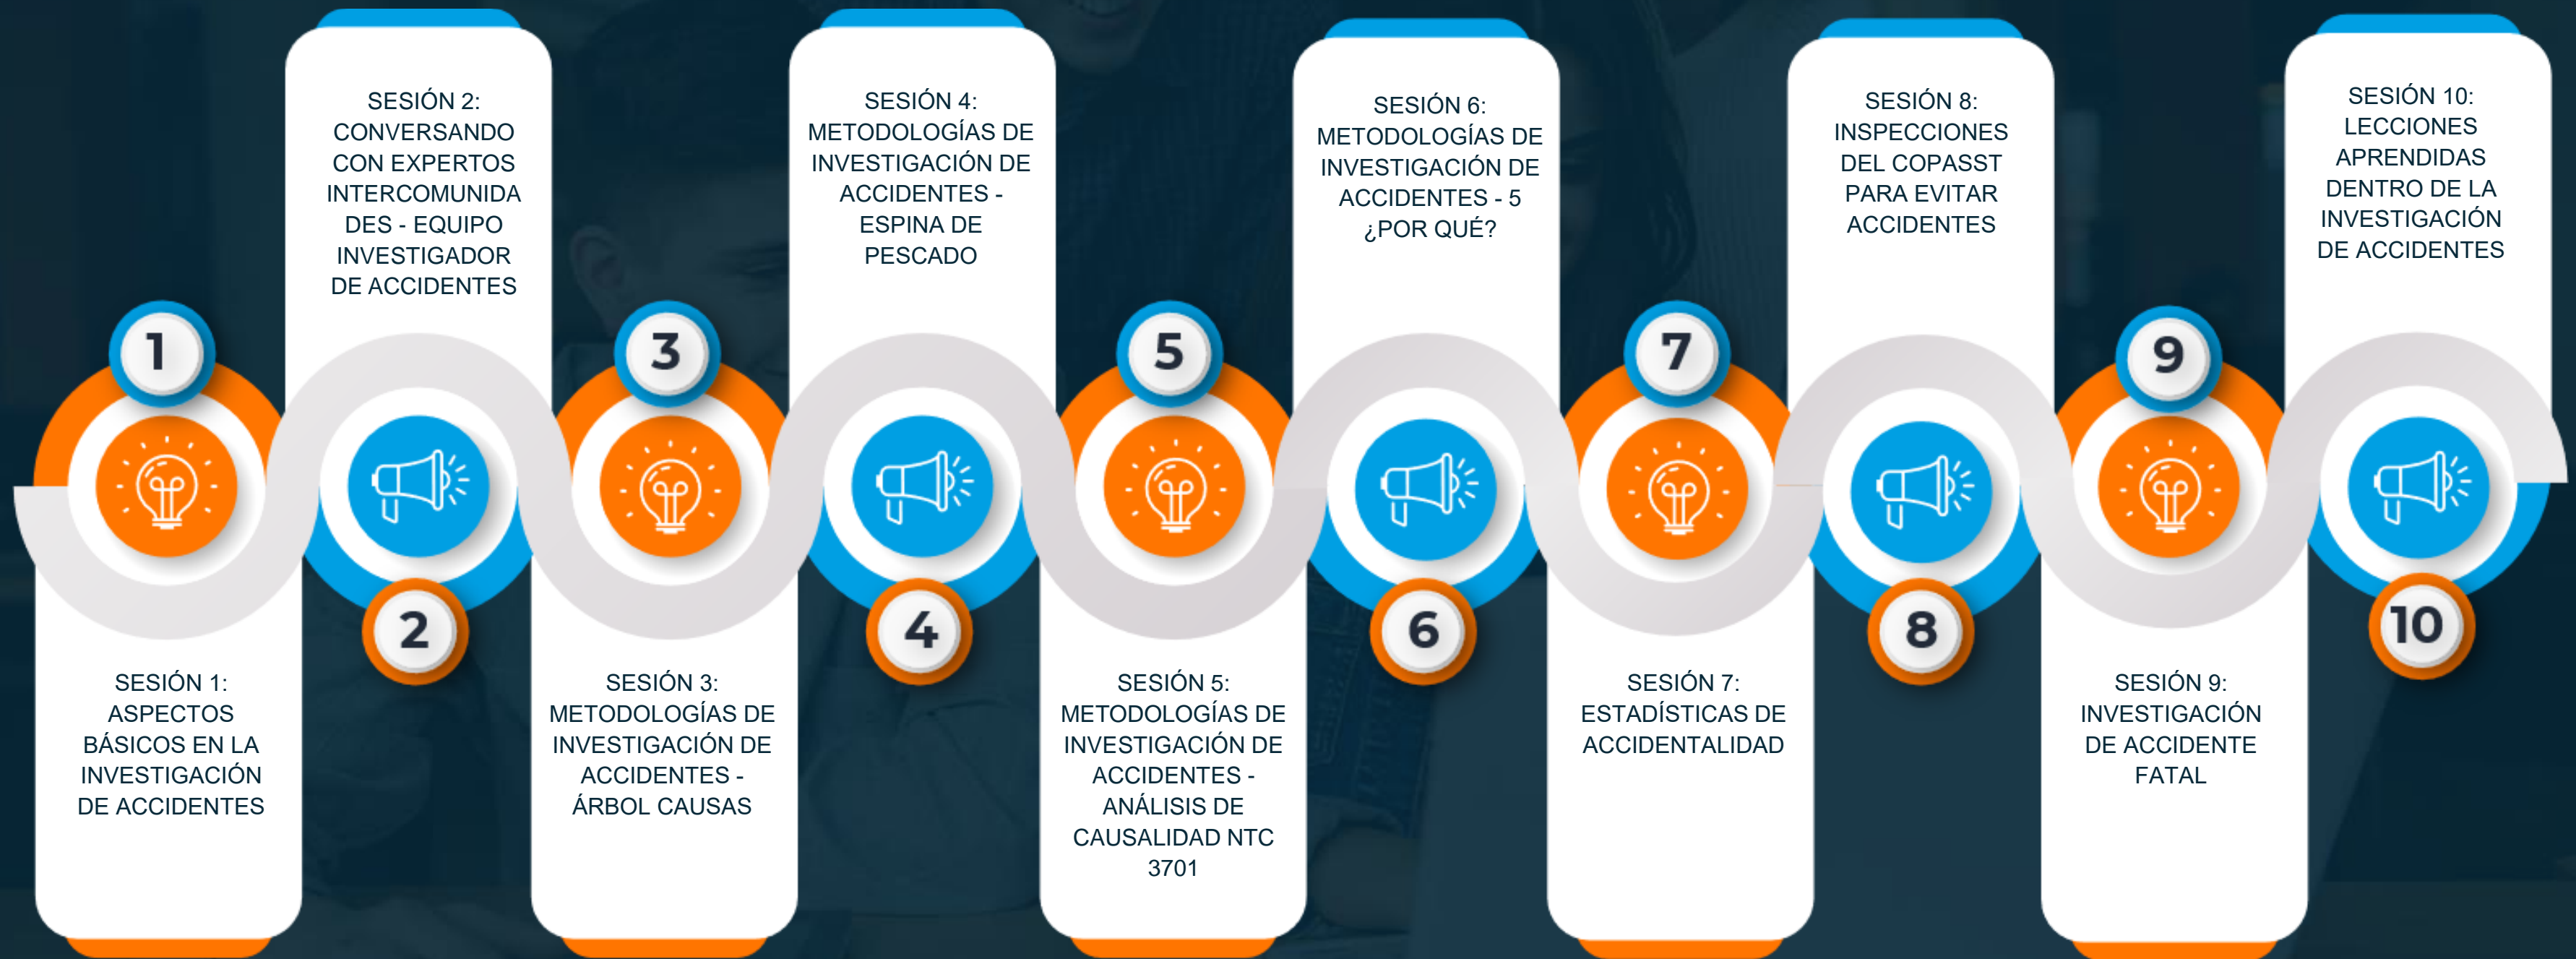 1
SESIÓN 1:
ASPECTOS
BÁSICOS EN LA
INVESTIGACIÓN
DE ACCIDENTES
SESIÓN 2:
CONVERSANDO
CON EXPERTOS
INTERCOMUNIDA
DES - EQUIPO
INVESTIGADOR
DE ACCIDENTES
2
3
SESIÓN 3:
METODOLOGÍAS DE
INVESTIGACIÓN DE
ACCIDENTES -
ÁRBOL CAUSAS
SESIÓN 4:
METODOLOGÍAS DE
INVESTIGACIÓN DE
ACCIDENTES -
ESPINA DE
PESCADO
4
5
SESIÓN 5:
METODOLOGÍAS DE
INVESTIGACIÓN DE
ACCIDENTES -
ANÁLISIS DE
CAUSALIDAD NTC
3701
SESIÓN 6:
METODOLOGÍAS DE
INVESTIGACIÓN DE
ACCIDENTES - 5
¿POR QUÉ?
6
7
SESIÓN 7:
ESTADÍSTICAS DE
ACCIDENTALIDAD
SESIÓN 8:
INSPECCIONES
DEL COPASST
PARA EVITAR
ACCIDENTES
8
9
SESIÓN 9:
INVESTIGACIÓN
DE ACCIDENTE
FATAL
SESIÓN 10:
LECCIONES
APRENDIDAS
DENTRO DE LA
INVESTIGACIÓN
DE ACCIDENTES
10